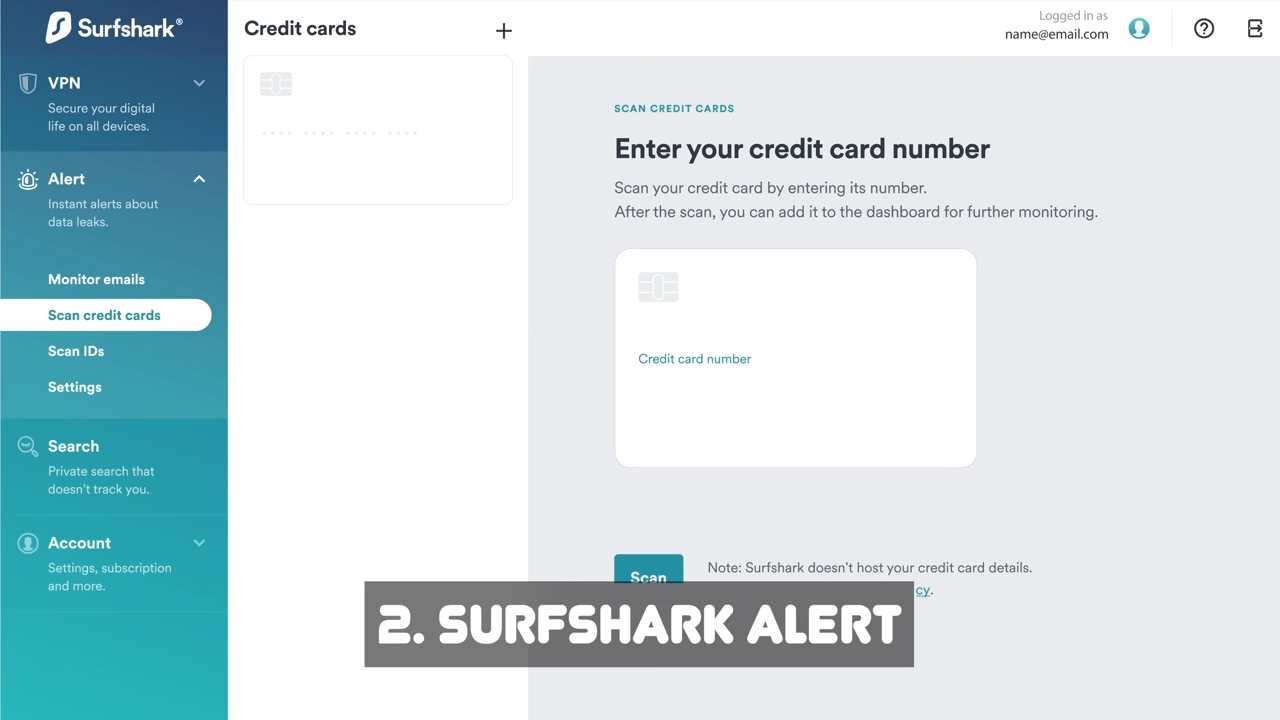 Surfshark®
VPN
Secure your digital
life on all devices.
Alert
Instant alerts about
data leaks.
Monitor emails
Scan credit cards
Scan IDs
Settings
Search
Private search that
doesn't track you.
Account
Settings, subscription
and more.
Credit cards
Logged in as
name@email.com
SCAN CREDIT CARDS
Enter your credit card number
Scan your credit card by entering its number.
After the scan, you can add it to the dashboard for further monitoring.
Credit card number
Scan
Note: Surfshark doesn't host your credit card details.
cy.
2. SURFSHARK ALERT